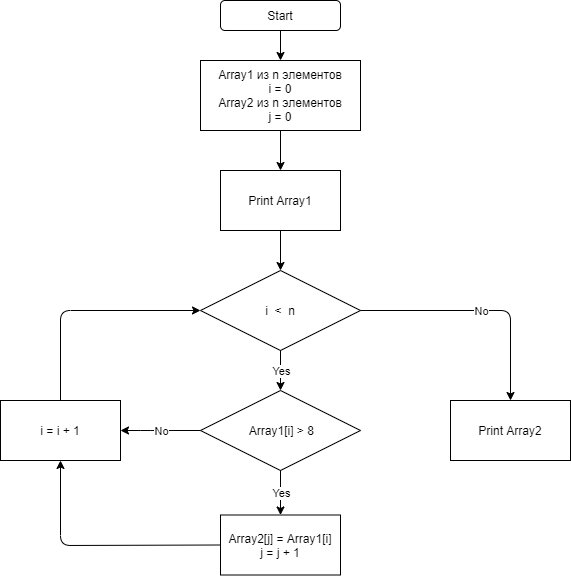 Start
Array1 из n элементов
i = 0
Array2 из n элементов
j = 0
Print Array1
i < n
No
Yes
i = i + 1
No
Array1[i] > 8
Print Array2
Yes
Array2[j] = Array1[i]
j = j + 1